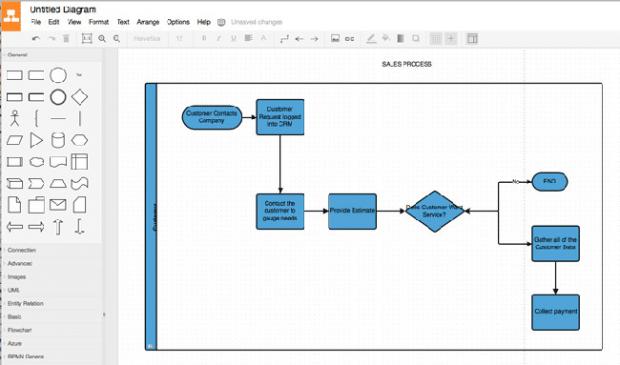 Untitled Diagram
File Edit View Format Text Arrange Options Help Unsaved changes
Helvetica 12
General
Text
SALES PROCESS
Customer Contacts
Company
Customer
Request logged
into CRM
Customer
Contact the
customer to
gauge needs
Provide Estimate
Does Customer Want
Service?
No
END
Gather all of the
Customer Data
Collect payment
Connection
Advanced
Images
UML
Entity Relation
Basic
Flowchart
Azure
BPMN General